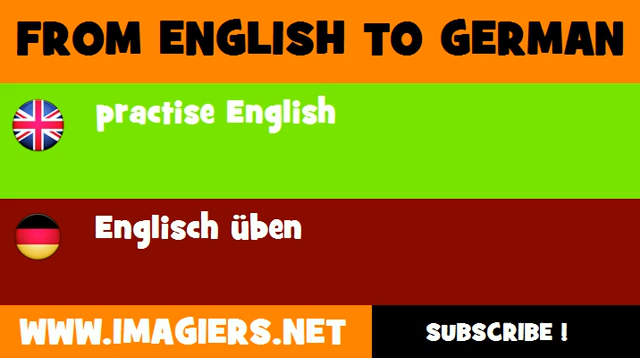 FROM ENGLISH TO GERMAN
practise English
Englisch üben
WWW.IMAGIERS.NET
SUBSCRIBE !